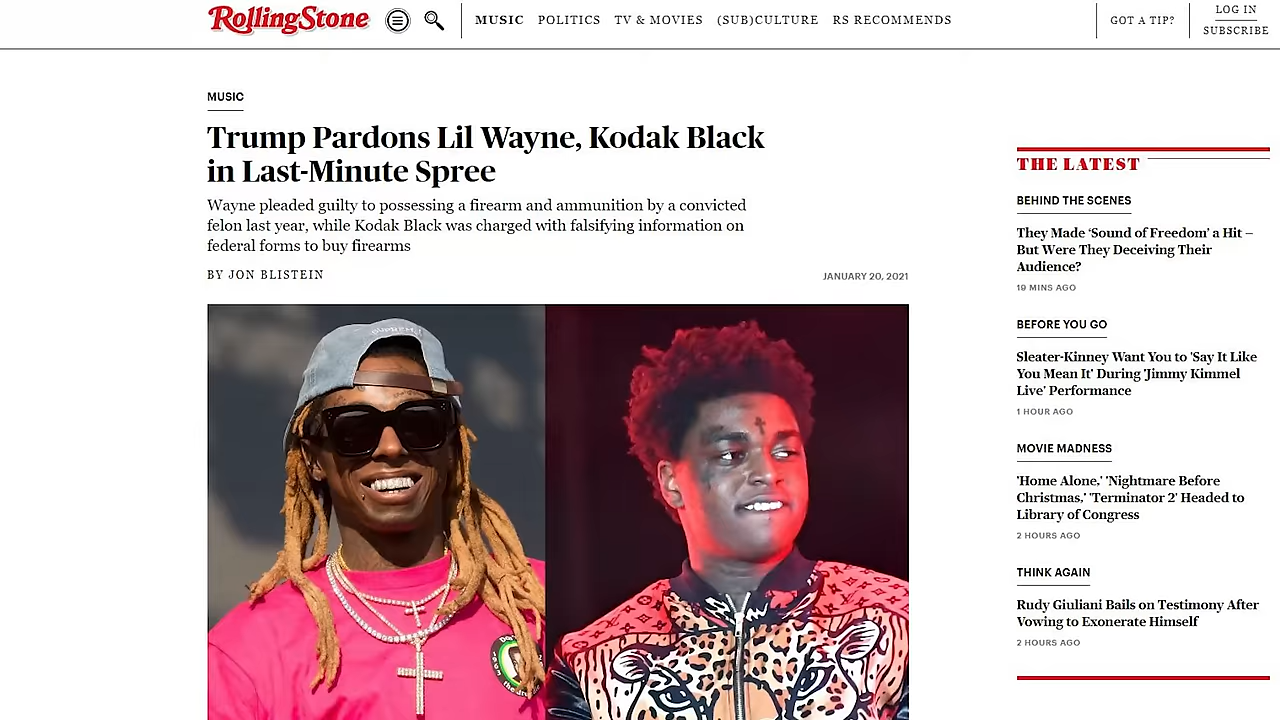 RollingStone
MUSIC POLITICS TV & MOVIES (SUB)CULTURE RS RECOMMENDS
GOT A TIP?
LOG IN
SUBSCRIBE
MUSIC
Trump Pardons Lil Wayne, Kodak Black
in Last-Minute Spree
Wayne pleaded guilty to possessing a firearm and ammunition by a convicted
felon last year, while Kodak Black was charged with falsifying information on
federal forms to buy firearms
BY JON BLISTEIN
JANUARY 20, 2021
THE LATEST
BEHIND THE SCENES
They Made ‘Sound of Freedom’ a Hit –
But Were They Deceiving Their
Audience?
19 MINS AGO
BEFORE YOU GO
Sleater-Kinney Want You to 'Say It Like
You Mean It' During 'Jimmy Kimmel
Live' Performance
1 HOUR AGO
MOVIE MADNESS
'Home Alone,' 'Nightmare Before
Christmas,' 'Terminator 2' Headed to
Library of Congress
2 HOURS AGO
THINK AGAIN
Rudy Giuliani Bails on Testimony After
Vowing to Exonerate Himself
2 HOURS AGO